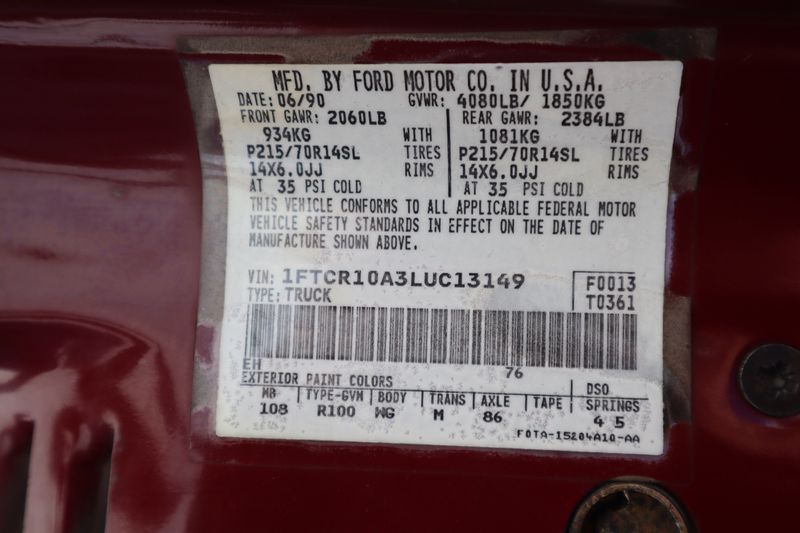 MFD. BY FORD MOTOR CO. IN U.S.A.
DATE: 06/90 GVWR: 4080LB/ 1850KG
FRONT GAWR: 2060LB REAR GAWR: 2384LB
934KG WITH 1081KG WITH
P215/70R14SL TIRES P215/70R14SL TIRES
14X6.0JJ RIMS 14X6.0JJ RIMS
AT 35 PSI COLD AT 35 PSI COLD
THIS VEHICLE CONFORMS TO ALL APPLICABLE FEDERAL MOTOR
VEHICLE SAFETY STANDARDS IN EFFECT ON THE DATE OF
MANUFACTURE SHOWN ABOVE.
VIN: 1FTCR10A3LUC13149 F0013
TYPE: TRUCK T0361
EH 76
EXTERIOR PAINT COLORS DSO
WB TYPE-GVM BODY TRANS AXLE TAPE SPRINGS
108 R100 WG M 86 4 5
F0TA-15204A10-AA